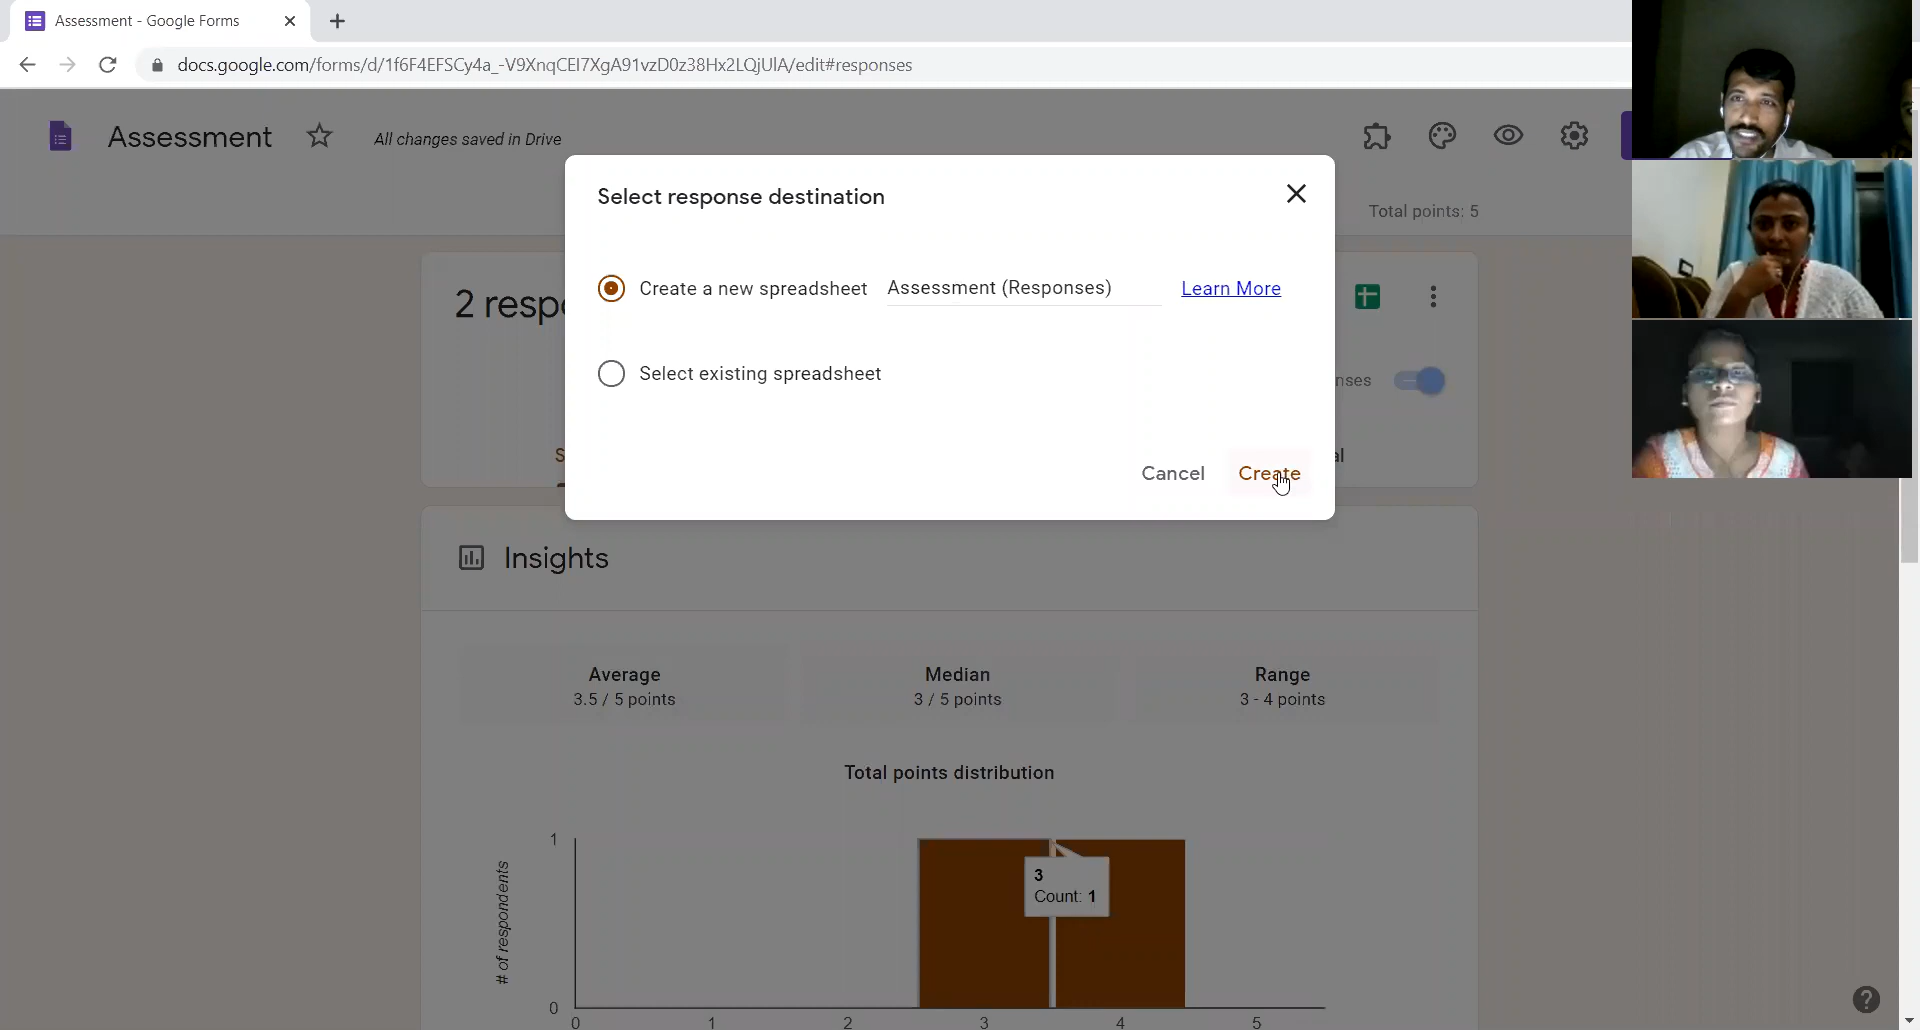 Assessment - Google Forms
docs.google.com/forms/d/1f6F4EFSCy4a_-V9XnqCEI7XgA91vzD0z38Hx2LQjUlA/edit#responses
Assessment
All changes saved in Drive
Select response destination
Total points: 5
Create a new spreadsheet Assessment (Responses) Learn More
2 resp
Select existing spreadsheet
nses
S
al
Cancel Create
Insights
Average Median Range
3.5 / 5 points 3 / 5 points 3 - 4 points
Total points distribution
# of respondents
1
3
Count: 1
0
0 1 2 3 4 5